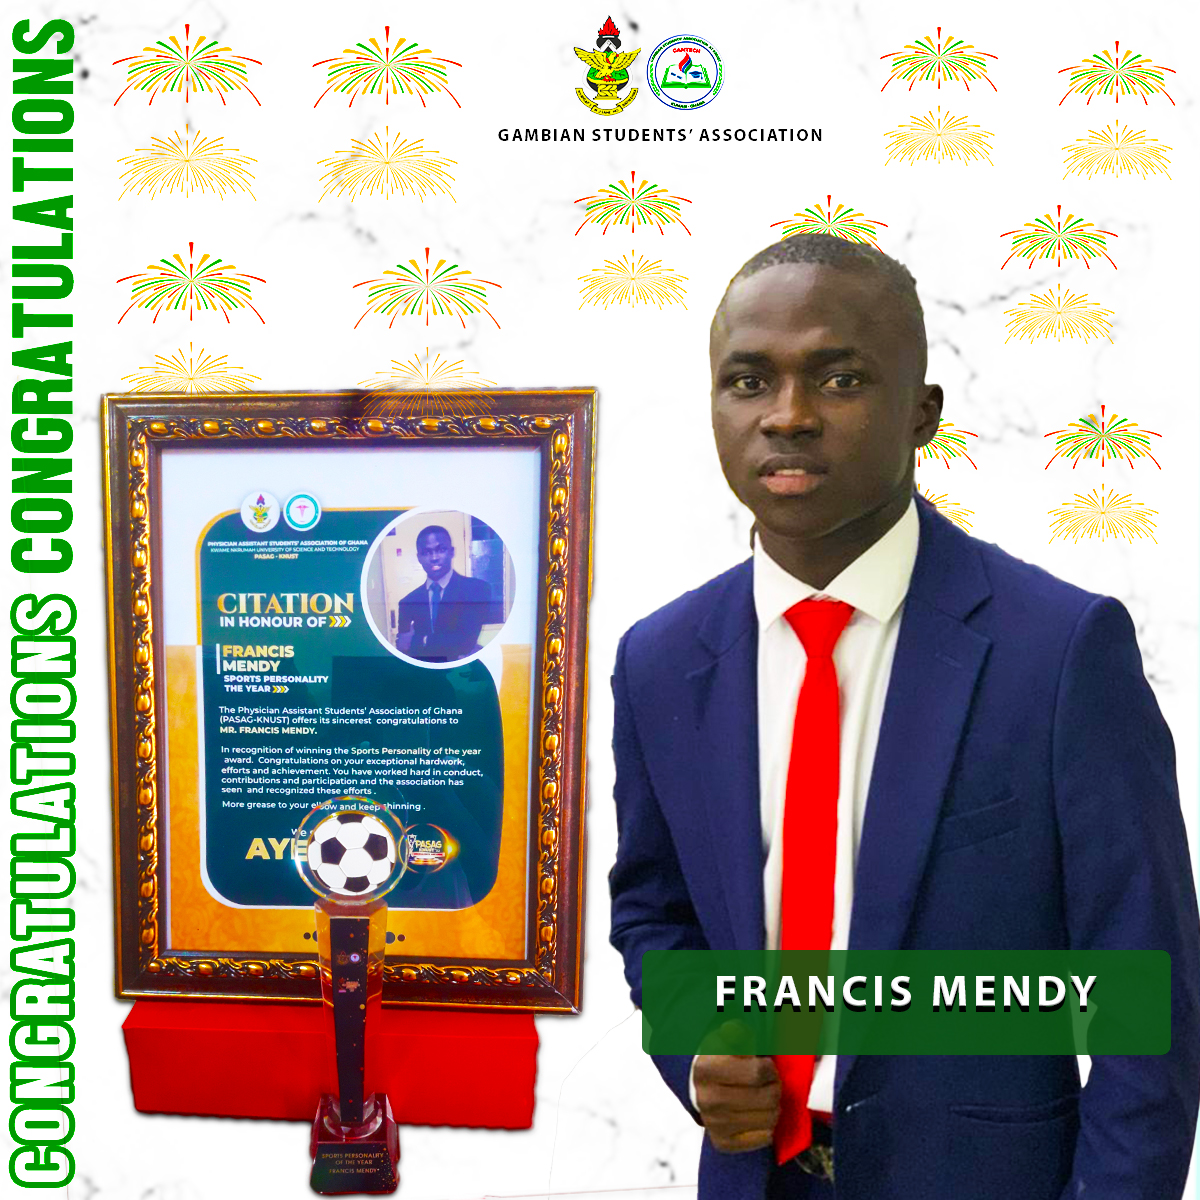 CONGRATULATIONS CONGRATULATIONS
GAMTECH
KUMASI - GHANA
GAMBIAN STUDENTS' ASSOCIATION
PHYSICIAN ASSISTANT STUDENTS' ASSOCIATION OF GHANA
KWAME NKRUMAH UNIVERSITY OF SCIENCE AND TECHNOLOGY
PASAG - KNUST
CITATION
IN HONOUR OF
FRANCIS
MENDY
SPORTS PERSONALITY
THE YEAR
The Physician Assistant Students' Association of Ghana
(PASAG-KNUST) offers its sincerest congratulations to
MR. FRANCIS MENDY.
In recognition of winning the Sports Personality of the year
award. Congratulations on your exceptional hardwork,
efforts and achievement. You have worked hard in conduct,
contributions and participation and the association has
seen and recognized these efforts .
More grease to your elbow and keep shinning .
We
AYE
PASAG
SPORTS PERSONALITY
OF THE YEAR
FRANCIS MENDY
FRANCIS MENDY